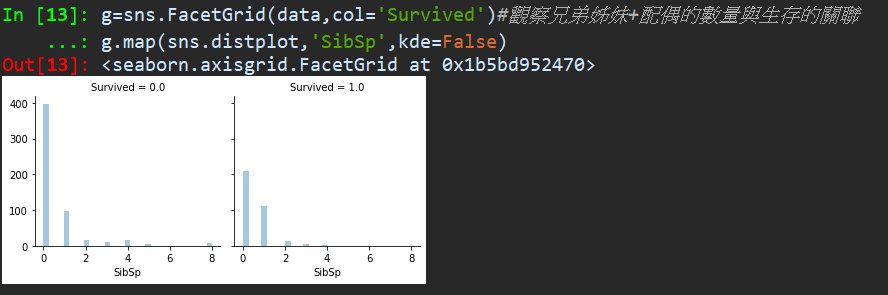 In [13]: g=sns.FacetGrid(data,col='Survived')#觀察兄弟姊妹+配偶的數量與生存的關聯
...: g.map(sns.distplot,'SibSp',kde=False)
Out[13]: <seaborn.axisgrid.FacetGrid at 0x1b5bd952470>
Survived = 0.0 Survived = 1.0
400
300
200
100
0
0 2 4 6 8 0 2 4 6 8
SibSp SibSp